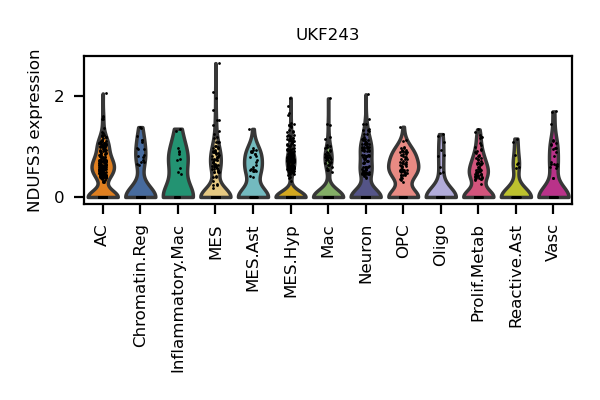 UKF243
NDUFS3 expression
2
0
AC
Chromatin.Reg
Inflammatory.Mac
MES
MES.Ast
MES.Hyp
Mac
Neuron
OPC
Oligo
Prolif.Metab
Reactive.Ast
Vasc